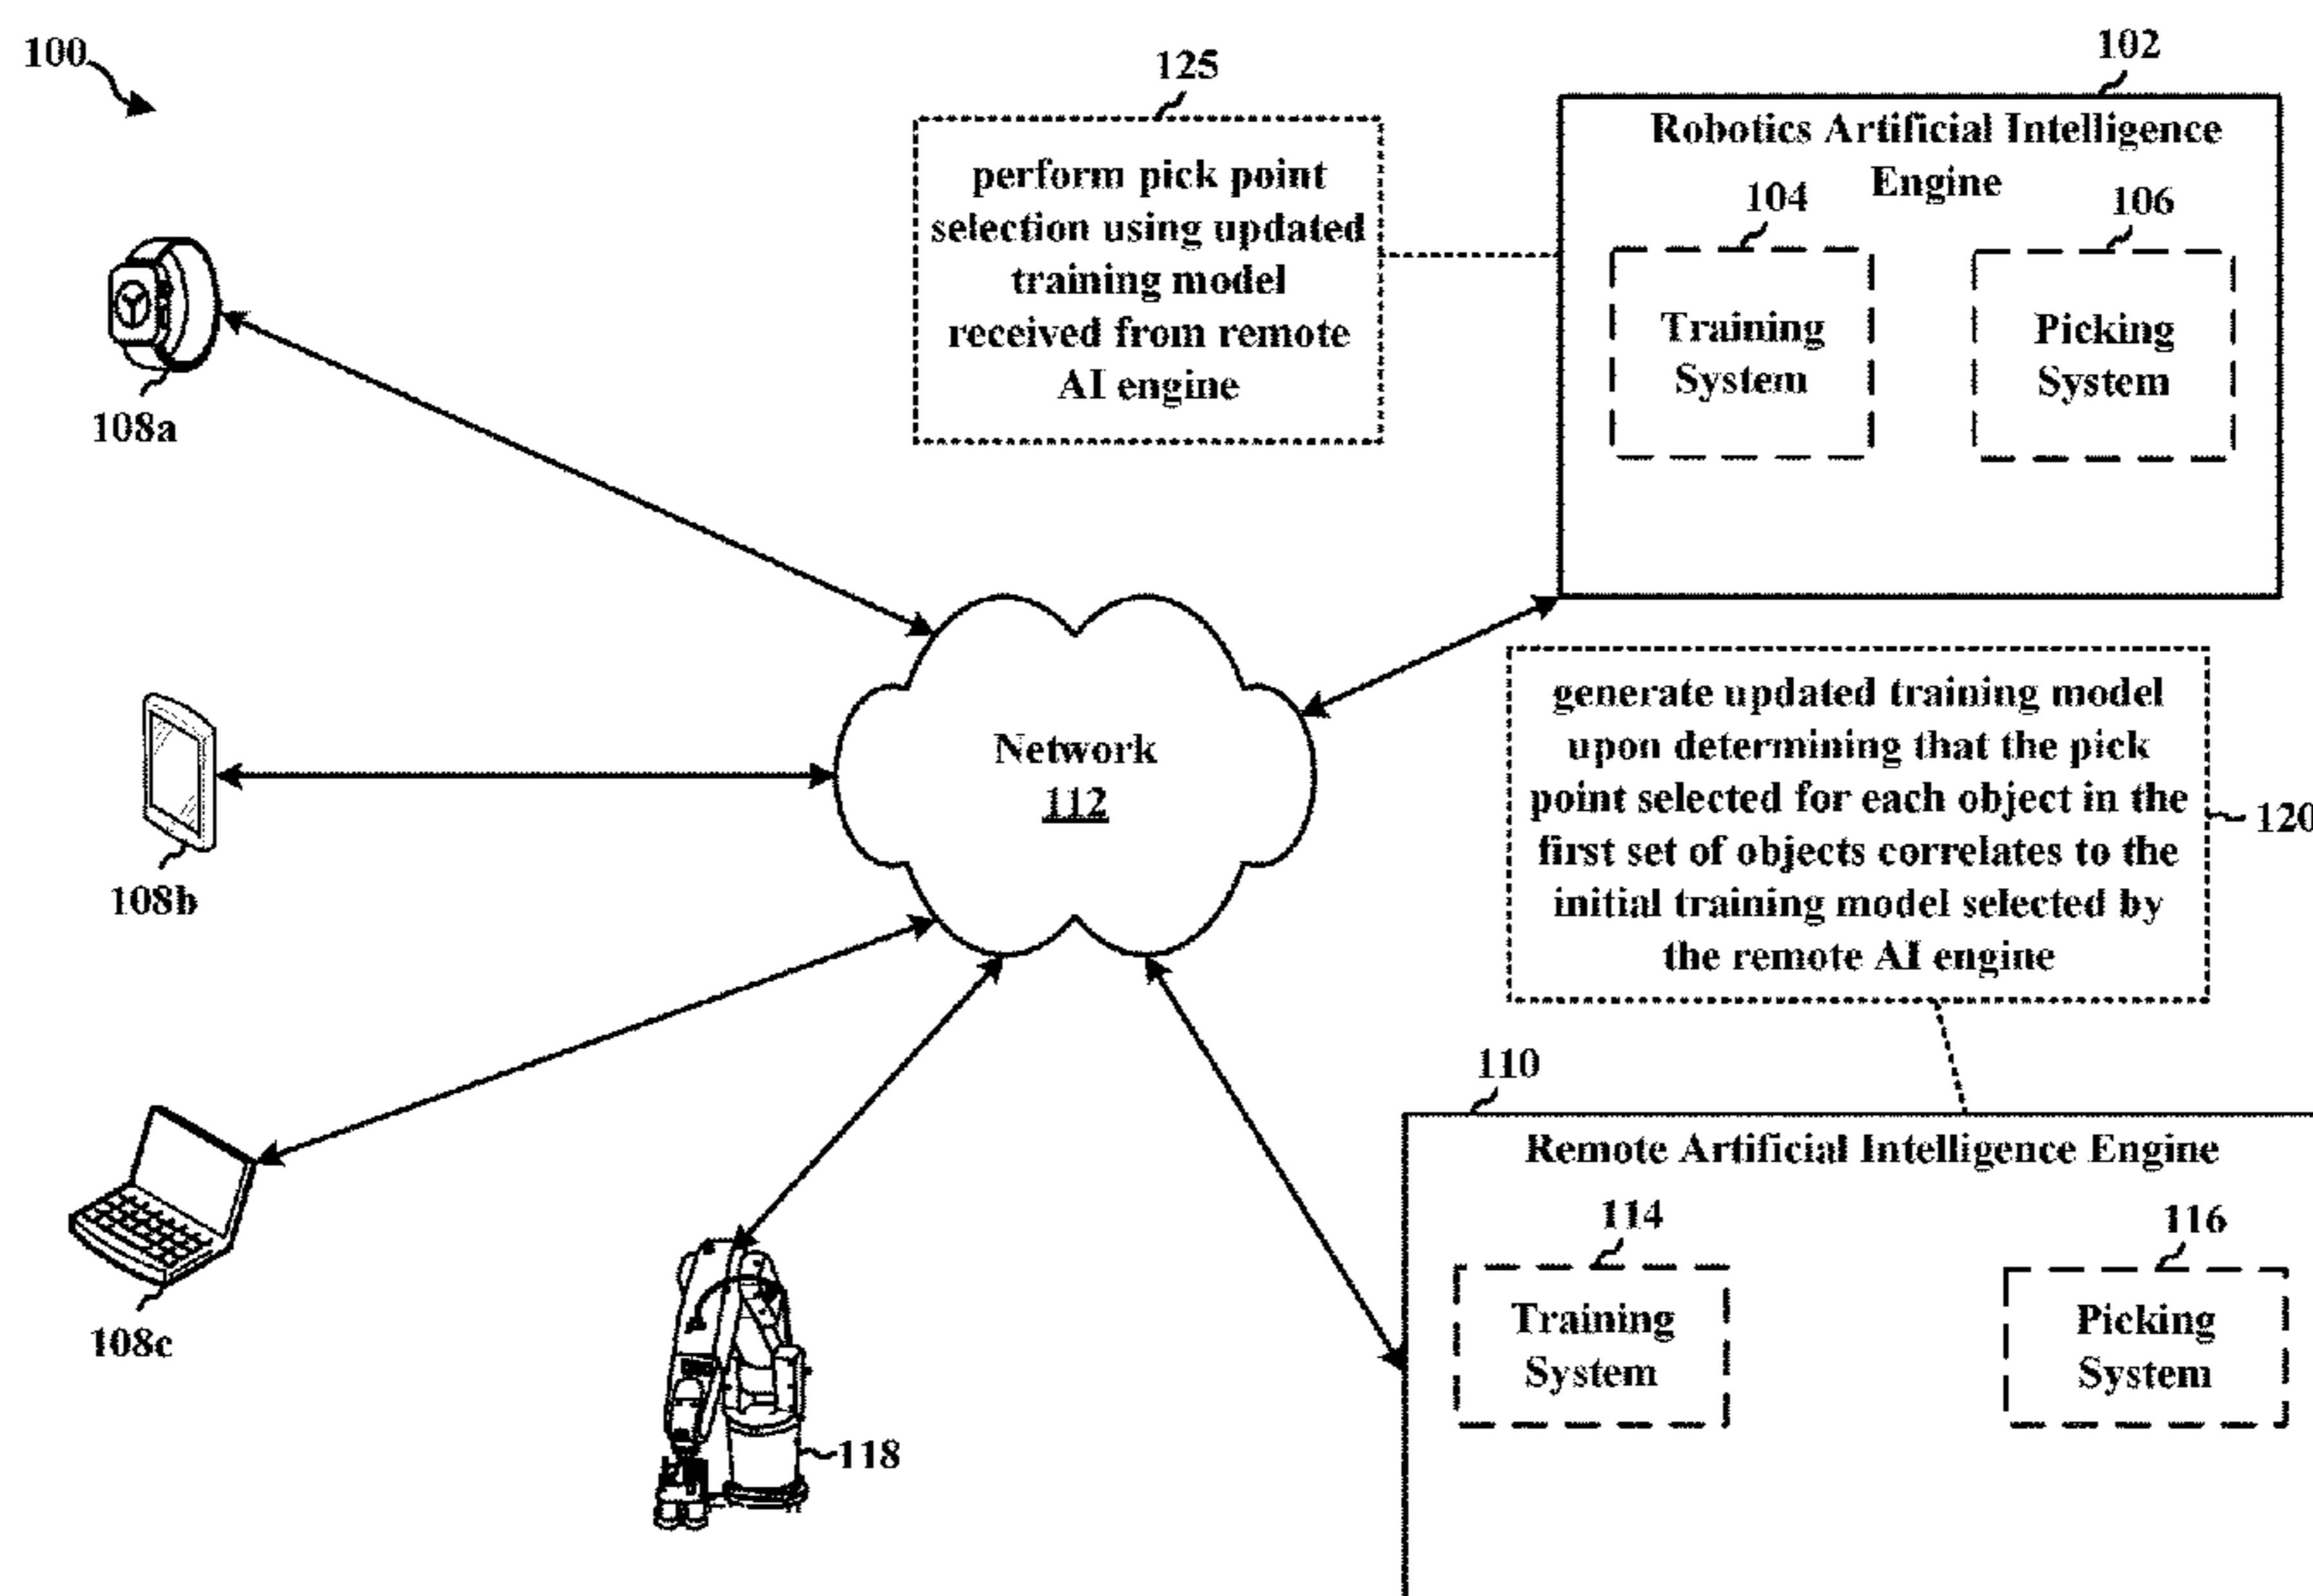 100
125
perform pick point
selection using updated
training model
received from remote
AI engine
102
Robotics Artificial Intelligence
Engine
104
106
Training
System
Picking
System
108a
108b
108c
Network
112
generate updated training model
upon determining that the pick
point selected for each object in the
first set of objects correlates to the
initial training model selected by
the remote AI engine
120
110
Remote Artificial Intelligence Engine
114
116
Training
System
Picking
System
118